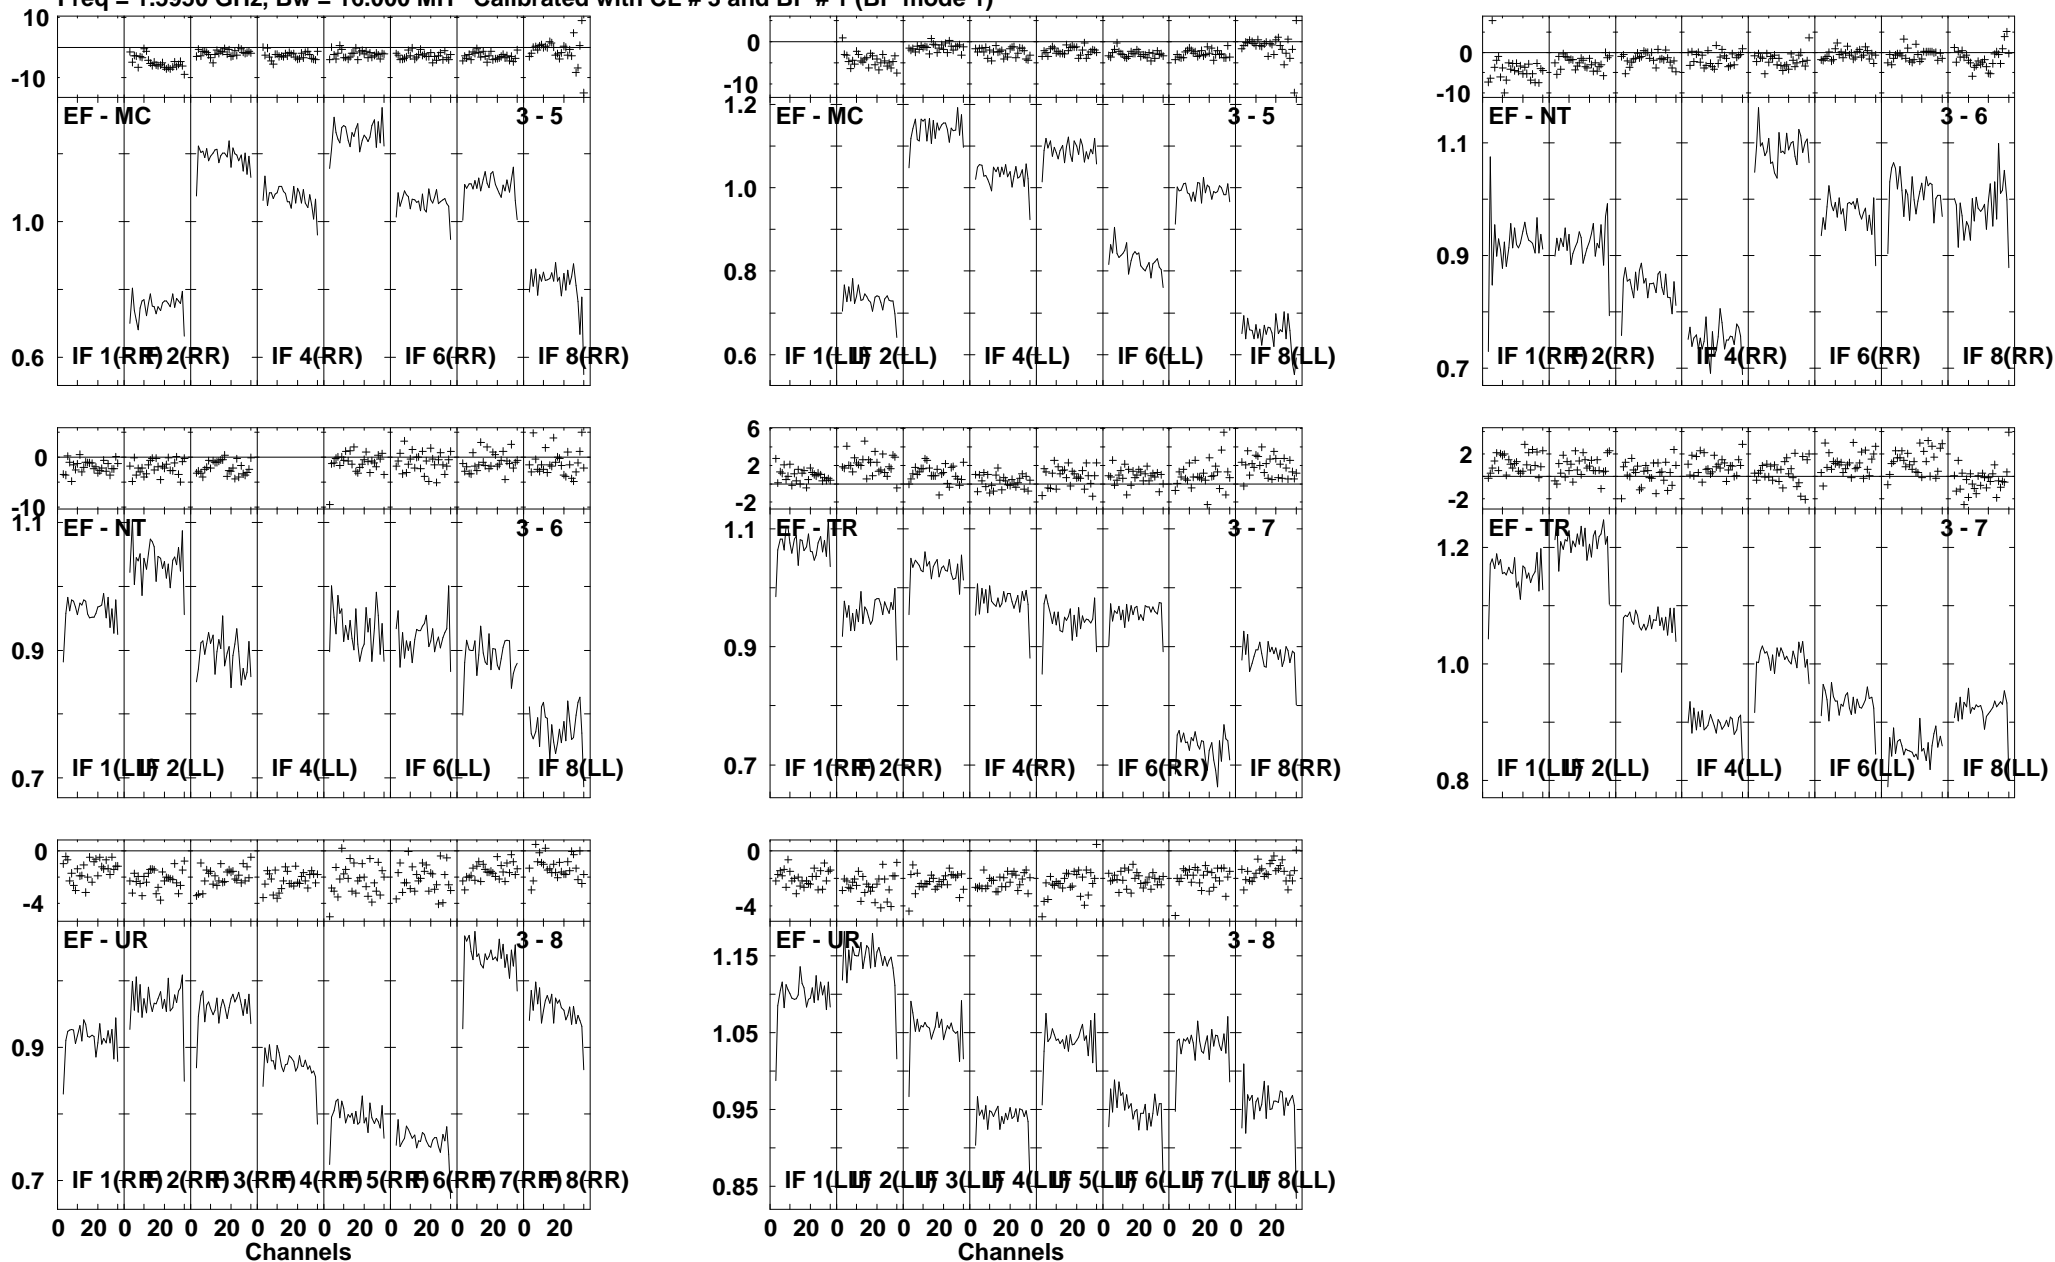 Freq = 1.5950 GHz, Bw = 16.000 MH Calibrated with CL # 3 and BP # 1 (BP mode 1)
10
-10
EF - MC 3 - 5
1.0
0.6
IF 1(RR) IF 2(RR) IF 4(RR) IF 6(RR) IF 8(RR)
0
-10
1.2
EF - MC 3 - 5
1.0
0.8
0.6
IF 1(LL) IF 2(LL) IF 4(LL) IF 6(LL) IF 8(LL)
0
-10
EF - NT 3 - 6
1.1
0.9
0.7
IF 1(RR) IF 2(RR) IF 4(RR) IF 6(RR) IF 8(RR)
0
-10
1.1
EF - NT 3 - 6
0.9
0.7
IF 1(LL) IF 2(LL) IF 4(LL) IF 6(LL) IF 8(LL)
6
2
-2
1.1
EF - TR 3 - 7
0.9
0.7
IF 1(RR) IF 2(RR) IF 4(RR) IF 6(RR) IF 8(RR)
2
-2
EF - TR 3 - 7
1.2
1.0
0.8
IF 1(LL) IF 2(LL) IF 4(LL) IF 6(LL) IF 8(LL)
0
-4
EF - UR 3 - 8
0.9
0.7
IF 1(RR) IF 2(RR) IF 3(RR) IF 4(RR) IF 5(RR) IF 6(RR) IF 7(RR) IF 8(RR)
0 20 0 20 0 20 0 20 0 20 0 20 0 20 0 20
Channels
0
-4
EF - UR 3 - 8
1.15
1.05
0.95
0.85
IF 1(LL) IF 2(LL) IF 3(LL) IF 4(LL) IF 5(LL) IF 6(LL) IF 7(LL) IF 8(LL)
0 20 0 20 0 20 0 20 0 20 0 20 0 20 0 20
Channels